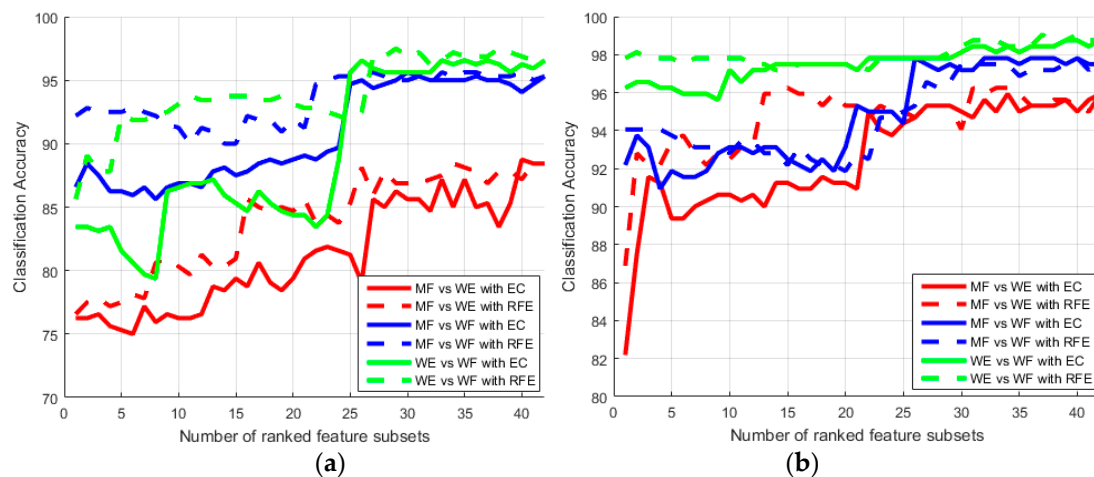 100
95
90
85
80
75
70
Classification Accuracy
0 5 10 15 20 25 30 35 40
Number of ranked feature subsets
MF vs WE with EC
MF vs WE with RFE
MF vs WF with EC
MF vs WF with RFE
WE vs WF with EC
WE vs WF with RFE
(a)
100
98
96
94
92
90
88
86
84
82
80
Classification Accuracy
0 5 10 15 20 25 30 35 40
Number of ranked feature subsets
MF vs WE with EC
MF vs WE with RFE
MF vs WF with EC
MF vs WF with RFE
WE vs WF with EC
WE vs WF with RFE
(b)